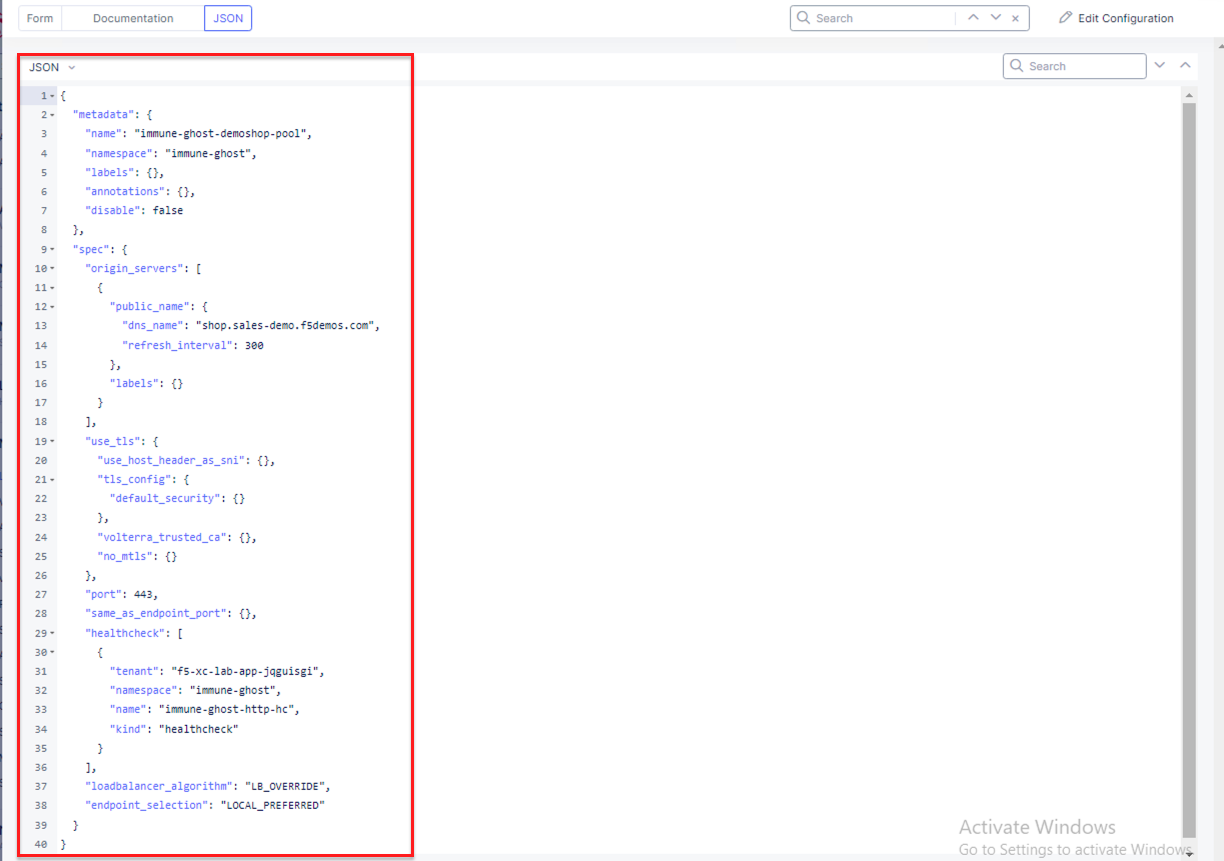 Form Documentation JSON Search Edit Configuration
JSON Search
1 {
2 "metadata": {
3 "name": "immune-ghost-demoshop-pool",
4 "namespace": "immune-ghost",
5 "labels": {},
6 "annotations": {},
7 "disable": false
8 },
9 "spec": {
10 "origin_servers": [
11 {
12 "public_name": {
13 "dns_name": "shop.sales-demo.f5demos.com",
14 "refresh_interval": 300
15 },
16 "labels": {}
17 }
18 ],
19 "use_tls": {
20 "use_host_header_as_sni": {},
21 "tls_config": {
22 "default_security": {}
23 },
24 "volterra_trusted_ca": {},
25 "no_mtls": {}
26 },
27 "port": 443,
28 "same_as_endpoint_port": {},
29 "healthcheck": [
30 {
31 "tenant": "f5-xc-lab-app-jqguisgi",
32 "namespace": "immune-ghost",
33 "name": "immune-ghost-http-hc",
34 "kind": "healthcheck"
35 }
36 ],
37 "loadbalancer_algorithm": "LB_OVERRIDE",
38 "endpoint_selection": "LOCAL_PREFERRED"
39 }
40 }
Activate Windows
Go to Settings to activate Windows.